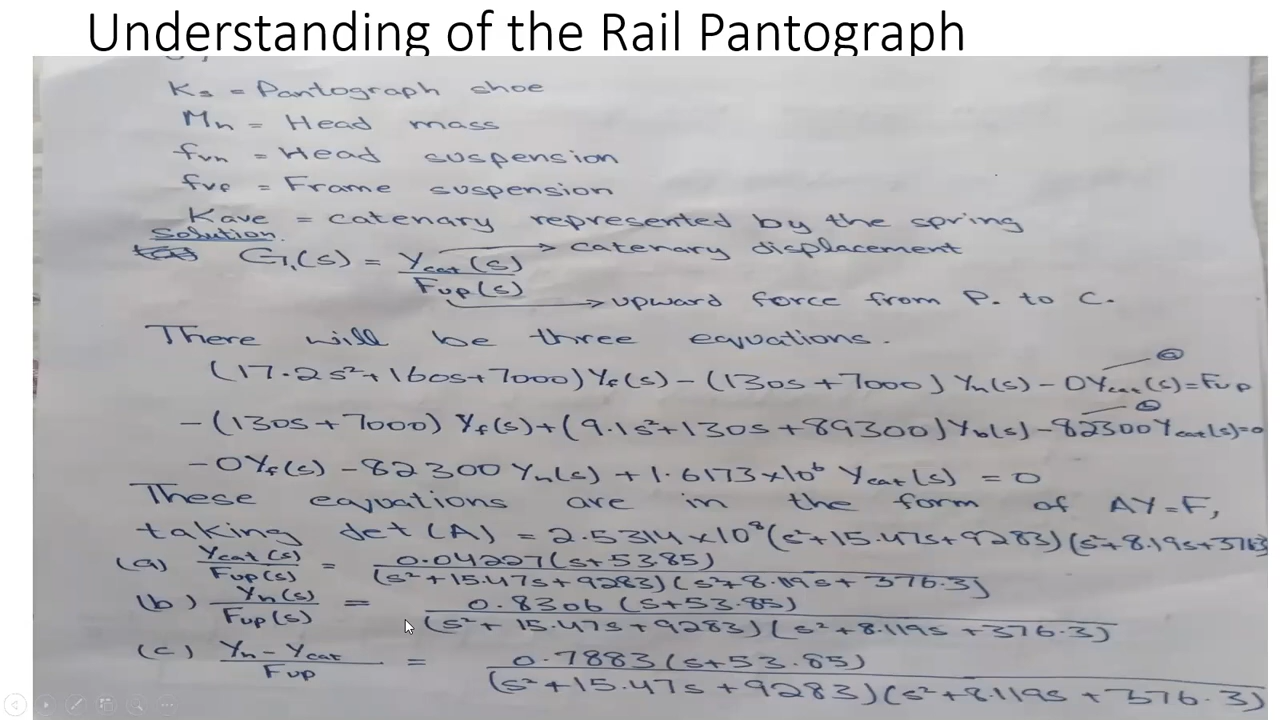 Understanding of the Rail Pantograph
Ks = Pantograph shoe
Mh = Head mass
fvh = Head suspension
fvf = Frame suspension
Kave = catenary represented by the spring
Solution.
G1(s) = Ycat(s) / Fup(s) → catenary displacement
→ upward force from P. to C.
There will be three equations.
(17.2s²+160s+7000)Yf(s) - (130s+7000) Yh(s) - 0Ycat(s)=Fup
-(130s+7000) Yf(s)+(9.1s²+130s+89300)Yb(s) - 82300Ycat(s)=0
-0Yf(s) - 82300 Yh(s) + 1.6173×10⁶ Ycat(s) = 0
These equations are in the form of AY=F,
taking det(A) = 2.5314×10⁸(s²+15.47s+9283)(s²+8.19s+376.3
(a) Ycat(s) / Fup(s) = 0.04227(s+53.85) / (s²+15.47s+9283)(s²+8.119s+376.3)
(b) Yh(s) / Fup(s) = 0.8306(s+53.85) / (s²+15.47s+9283)(s²+8.119s+376.3)
(c) Yh - Ycat / Fup = 0.7883(s+53.85) / (s²+15.47s+9283)(s²+8.119s+376.3)